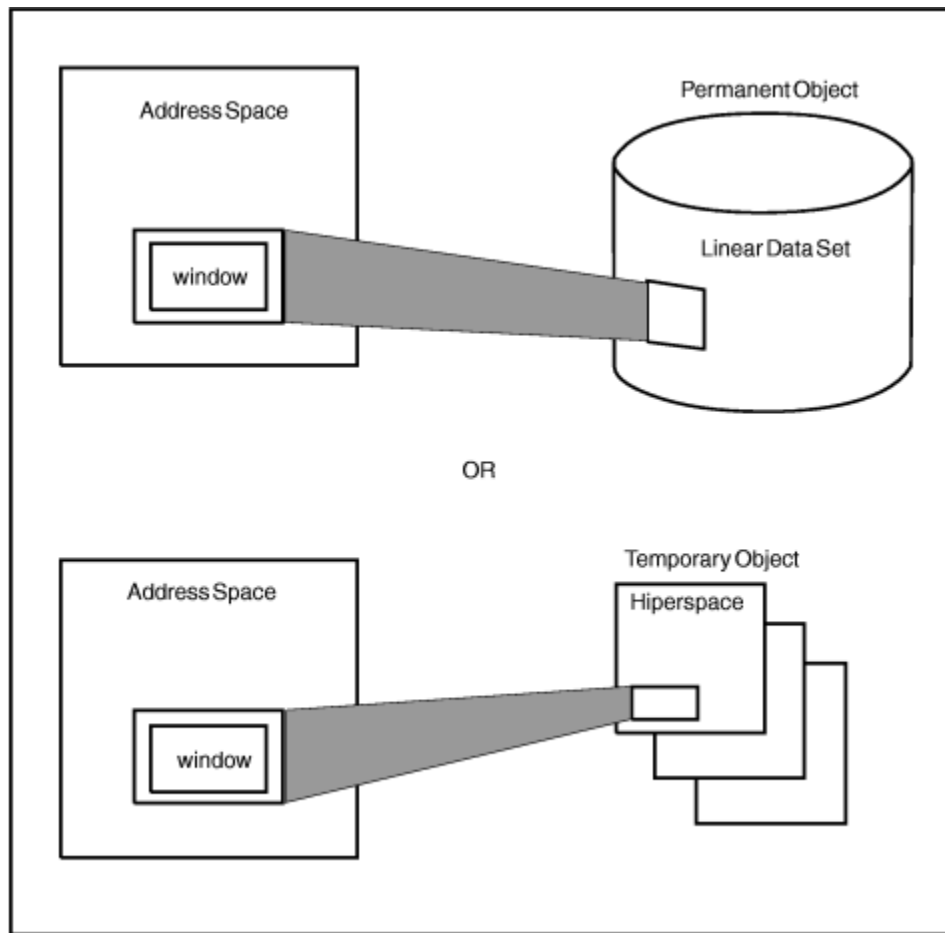 Address Space
Permanent Object
Linear Data Set
window
OR
Temporary Object
Address Space
Hiperspace
window